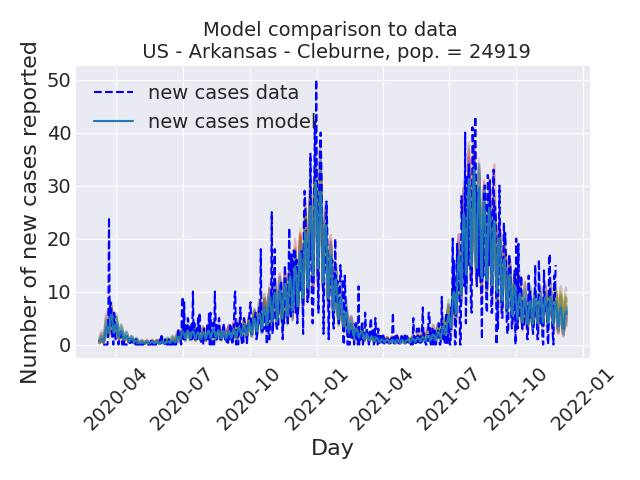 Model comparison to data
US - Arkansas - Cleburne, pop. = 24919
Number of new cases reported
50
40
30
20
10
0
new cases data
new cases model
2020-04
2020-07
2020-10
2021-01
2021-04
2021-07
2021-10
2022-01
Day